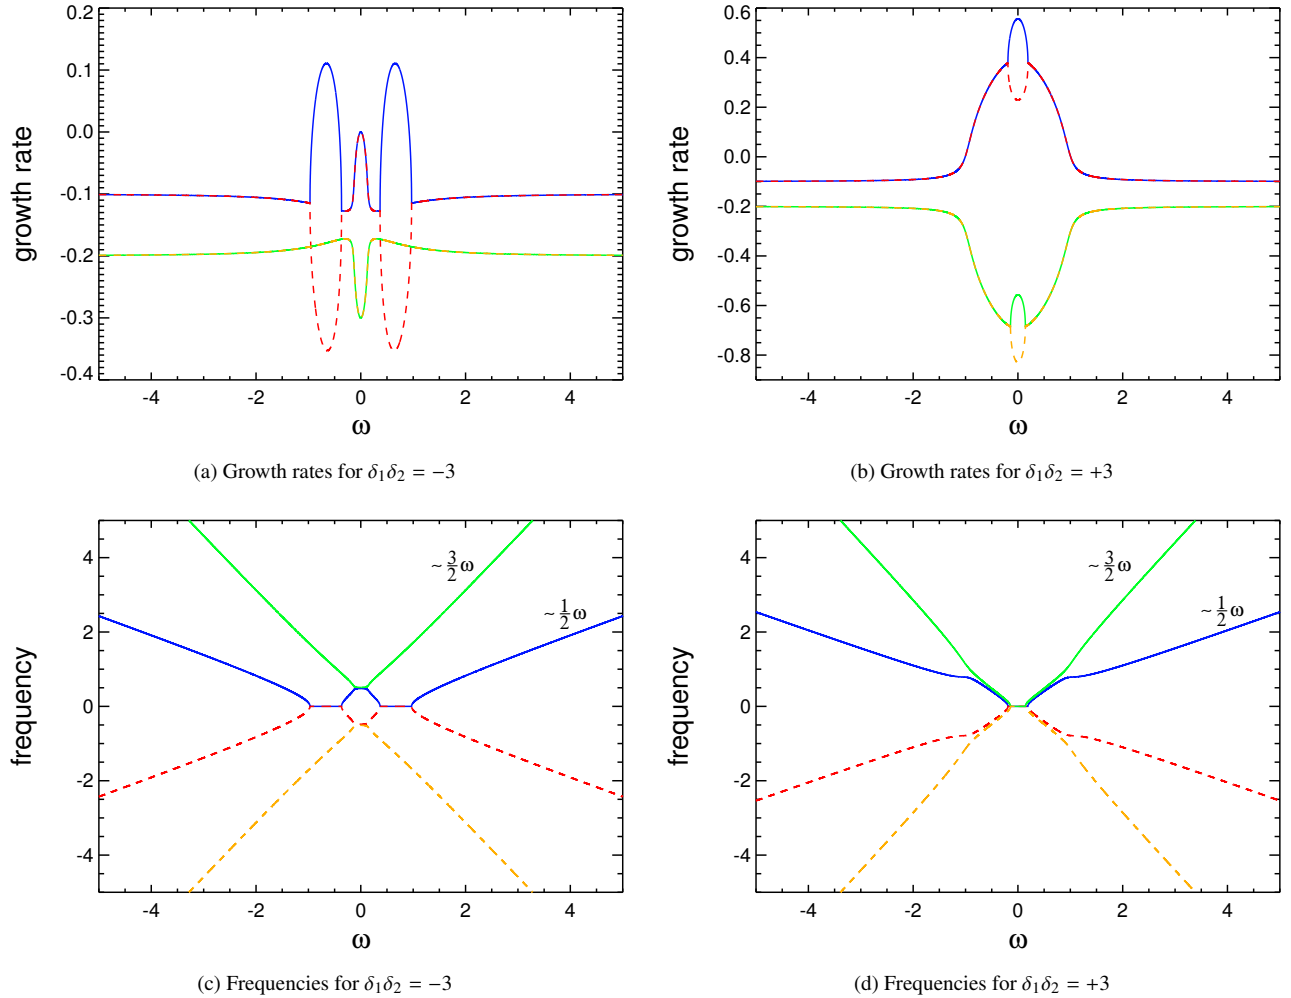 0.2
0.1
0.0
-0.1
-0.2
-0.3
-0.4
growth rate
-4 -2 0 2 4
ω
(a) Growth rates for δ₁δ₂ = −3
0.6
0.4
0.2
0.0
-0.2
-0.4
-0.6
-0.8
growth rate
-4 -2 0 2 4
ω
(b) Growth rates for δ₁δ₂ = +3
4
2
0
-2
-4
frequency
~ 3/2 ω
~ 1/2 ω
-4 -2 0 2 4
ω
(c) Frequencies for δ₁δ₂ = −3
4
2
0
-2
-4
frequency
~ 3/2 ω
~ 1/2 ω
-4 -2 0 2 4
ω
(d) Frequencies for δ₁δ₂ = +3